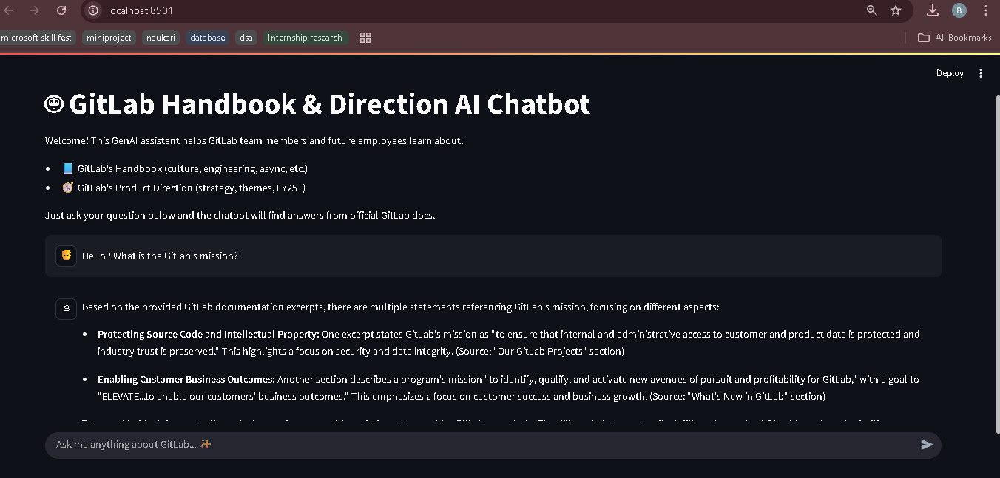 localhost:8501
B
microsoft skill fest miniproject naukari database dsa Internship research All Bookmarks
Deploy
GitLab Handbook & Direction AI Chatbot
Welcome! This GenAI assistant helps GitLab team members and future employees learn about:
• 📘 GitLab's Handbook (culture, engineering, async, etc.)
• 🧭 GitLab's Product Direction (strategy, themes, FY25+)
Just ask your question below and the chatbot will find answers from official GitLab docs.
Hello ? What is the Gitlab's mission?
Based on the provided GitLab documentation excerpts, there are multiple statements referencing GitLab's mission, focusing on different aspects:
• Protecting Source Code and Intellectual Property: One excerpt states GitLab's mission as "to ensure that internal and administrative access to customer and product data is protected and
industry trust is preserved." This highlights a focus on security and data integrity. (Source: "Our GitLab Projects" section)
• Enabling Customer Business Outcomes: Another section describes a program's mission "to identify, qualify, and activate new avenues of pursuit and profitability for GitLab," with a goal to
"ELEVATE...to enable our customers' business outcomes." This emphasizes a focus on customer success and business growth. (Source: "What's New in GitLab" section)
Ask me anything about GitLab... ✨